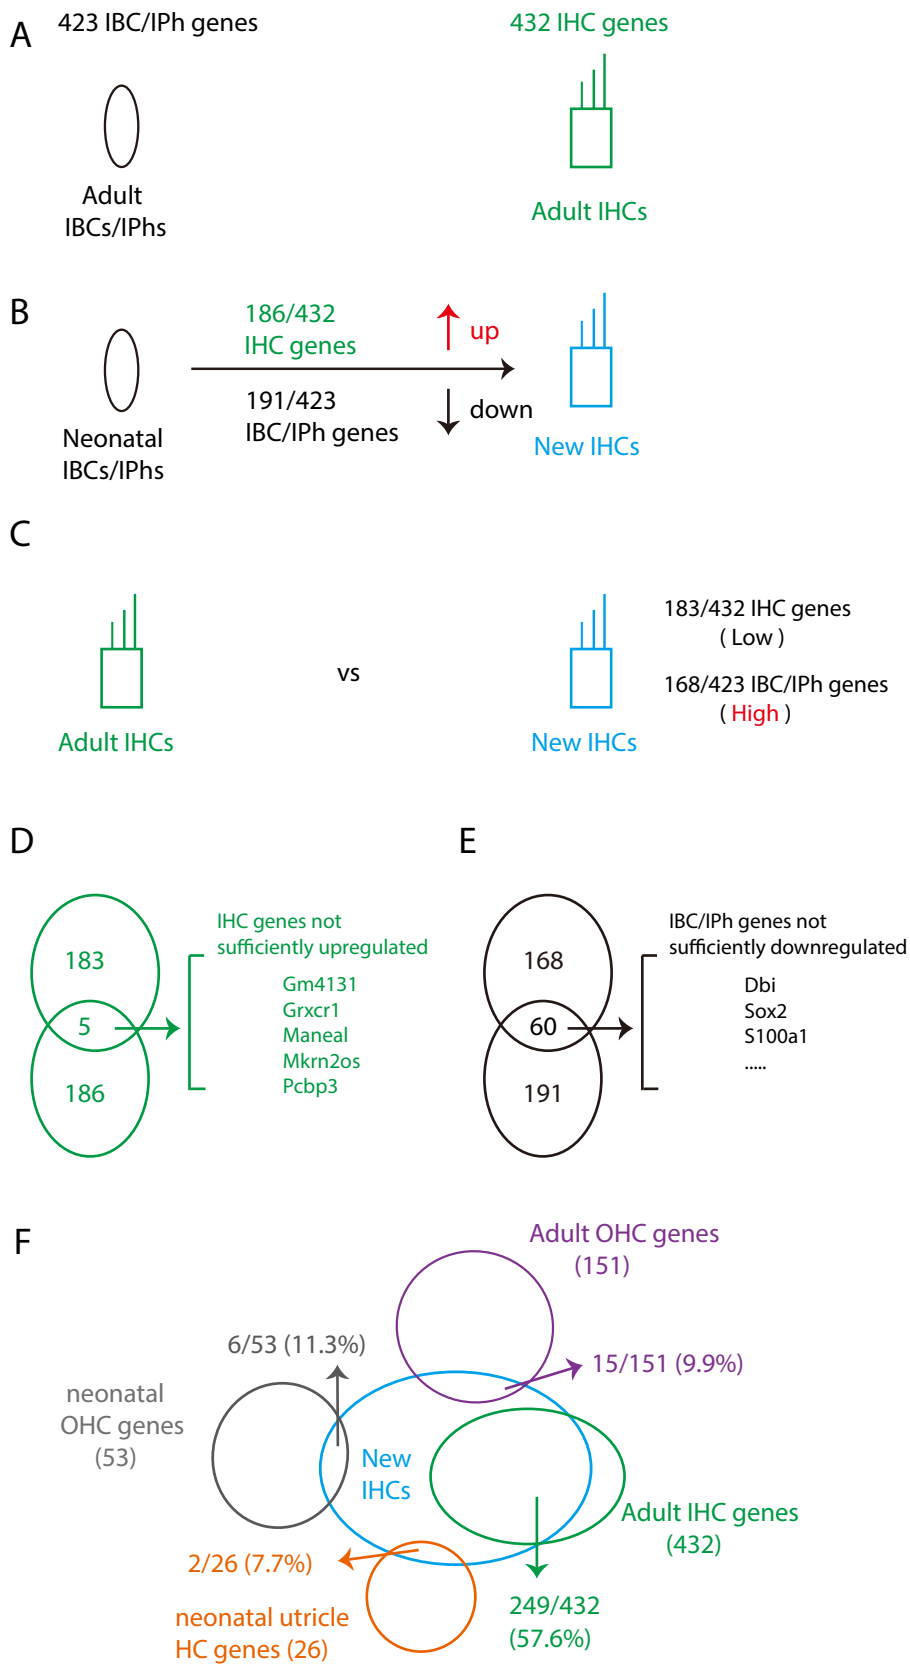 A
423 IBC/IPh genes
432 IHC genes
Adult
IBCs/IPhs
Adult IHCs
B
186/432
IHC genes
up
191/423
IBC/IPh genes
down
Neonatal
IBCs/IPhs
New IHCs
C
183/432 IHC genes
( Low )
vs
168/423 IBC/IPh genes
( High )
Adult IHCs
New IHCs
D
183
5
186
IHC genes not
sufficiently upregulated
Gm4131
Grxcr1
Maneal
Mkrn2os
Pcbp3
E
168
60
191
IBC/IPh genes not
sufficiently downregulated
Dbi
Sox2
S100a1
.....
F
Adult OHC genes
(151)
6/53 (11.3%)
15/151 (9.9%)
neonatal
OHC genes
(53)
New
IHCs
Adult IHC genes
(432)
2/26 (7.7%)
249/432
(57.6%)
neonatal utricle
HC genes (26)